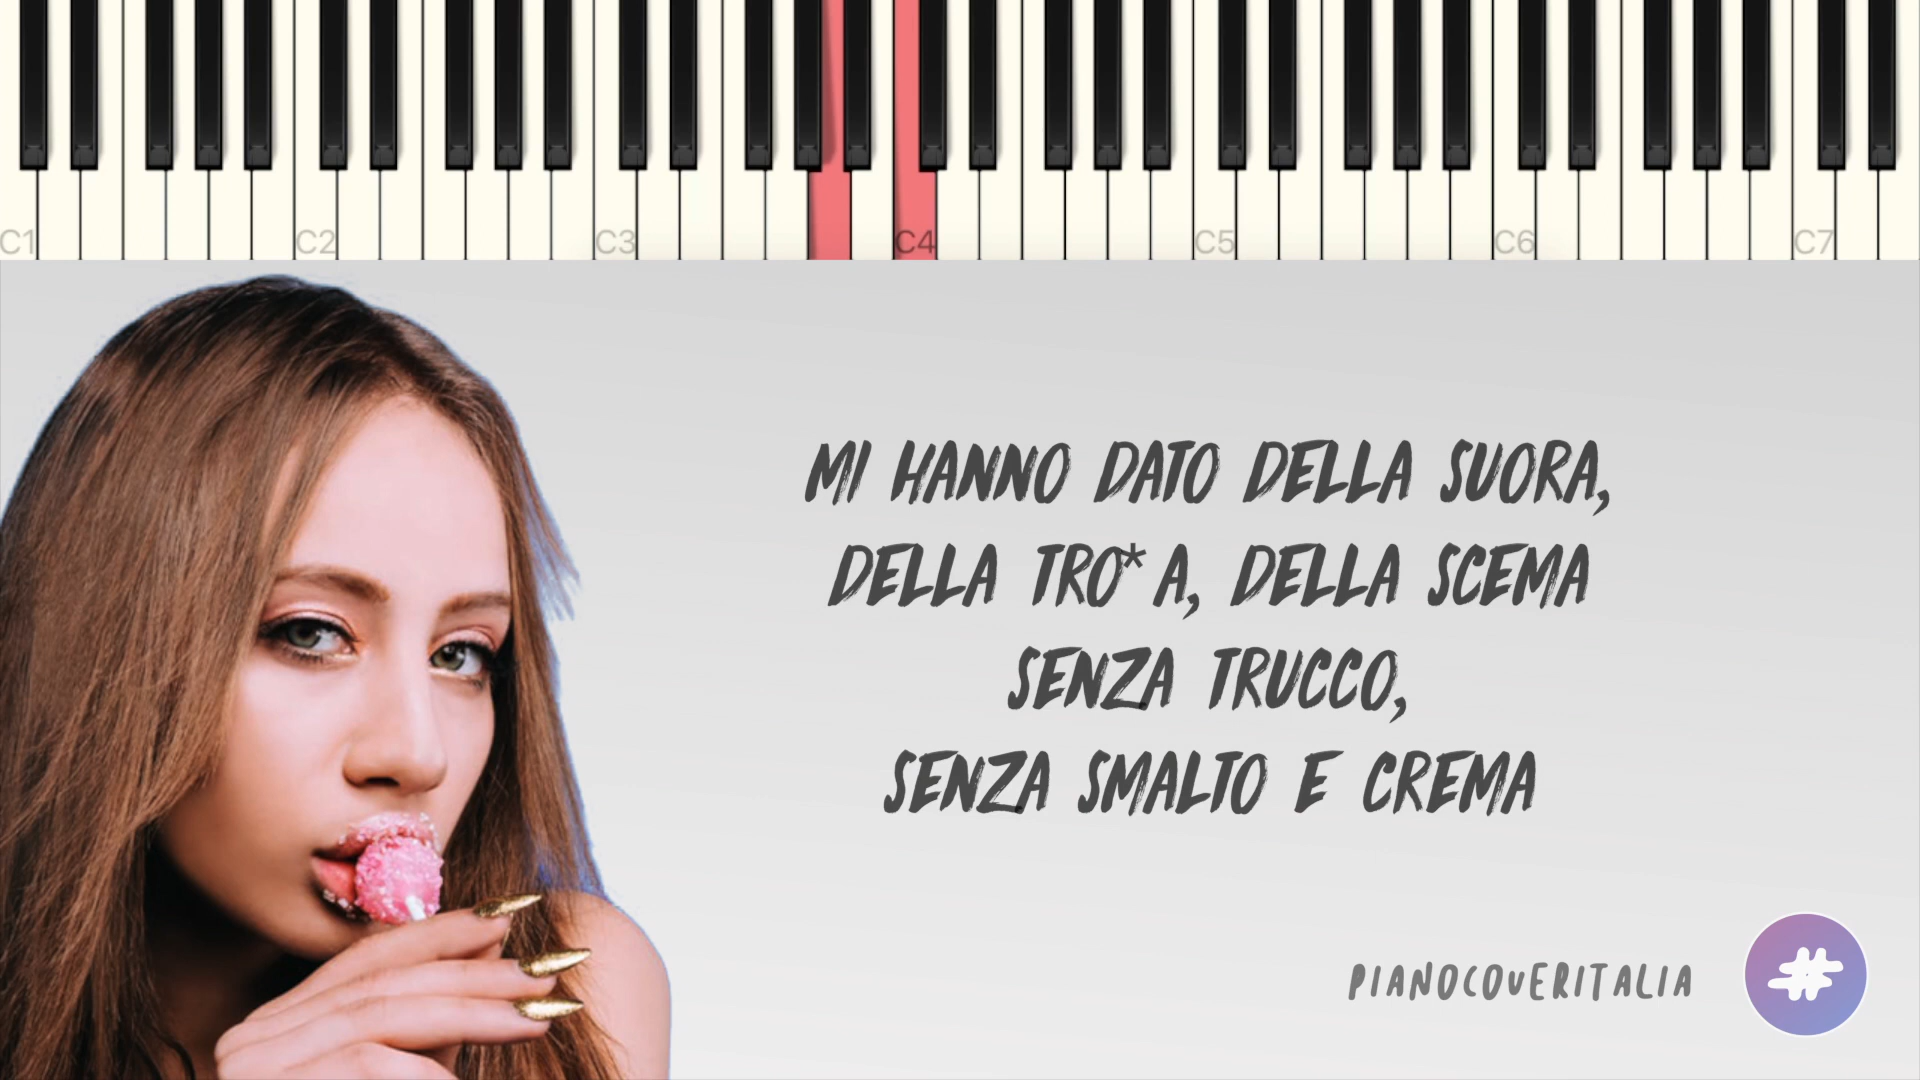 C1 C2 C3 C4 C5 C6 C7
MI HANNO DATO DELLA SUORA,
DELLA TRO*A, DELLA SCEMA
SENZA TRUCCO,
SENZA SMALTO E CREMA
PIANOCOVERITALIA
#